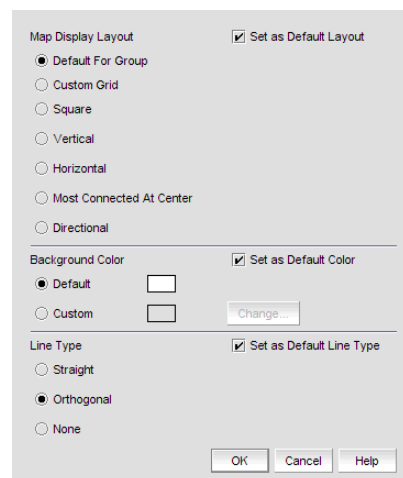 Map Display Layout Set as Default Layout
Default For Group
Custom Grid
Square
Vertical
Horizontal
Most Connected At Center
Directional
Background Color Set as Default Color
Default
Custom Change...
Line Type Set as Default Line Type
Straight
Orthogonal
None
OK Cancel Help